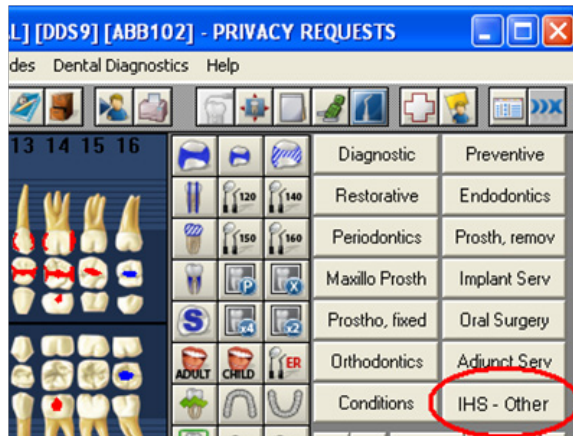 L] [DDS9] [ABB102] - PRIVACY REQUESTS
des Dental Diagnostics Help
13 14 15 16
Diagnostic Preventive
120 140 Restorative Endodontics
150 160 Periodontics Prosth, remov
P X Maxillo Prosth Implant Serv
S x4 x2 Prostho, fixed Oral Surgery
ADULT CHILD ER Orthodontics Adjunct Serv
Conditions IHS - Other